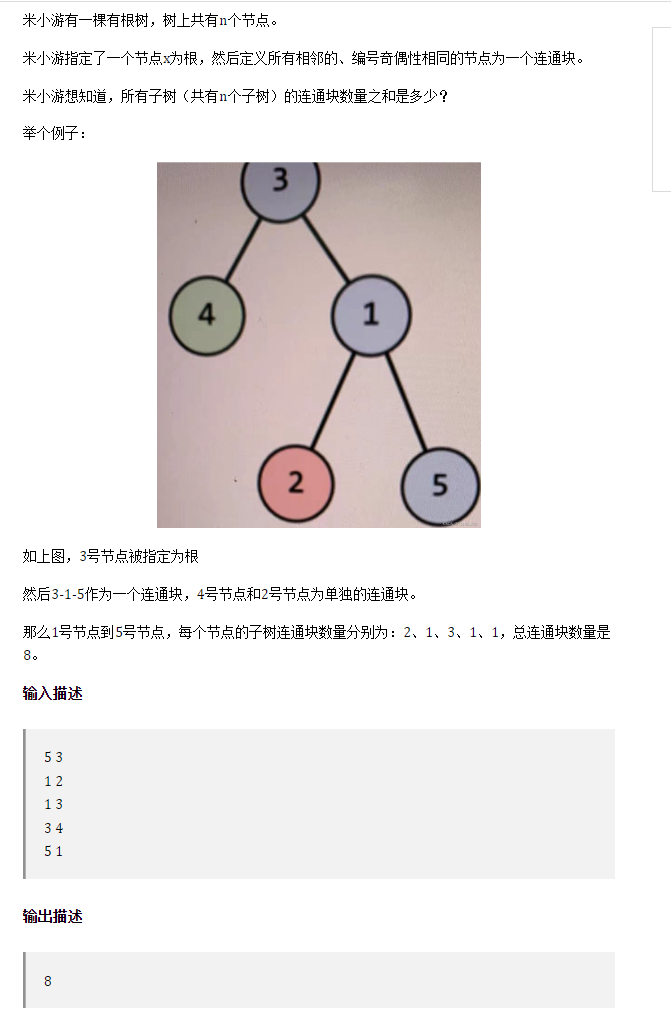 米小游有一棵有根树，树上共有n个节点。
米小游指定了一个节点x为根，然后定义所有相邻的、编号奇偶性相同的节点为一个连通块。
米小游想知道，所有子树（共有n个子树）的连通块数量之和是多少？
举个例子：
3
4
1
2
5
如上图，3号节点被指定为根
然后3-1-5作为一个连通块，4号节点和2号节点为单独的连通块。
那么1号节点到5号节点，每个节点的子树连通块数量分别为：2、1、3、1、1，总连通块数量是
8。
输入描述
5 3
1 2
1 3
3 4
5 1
输出描述
8